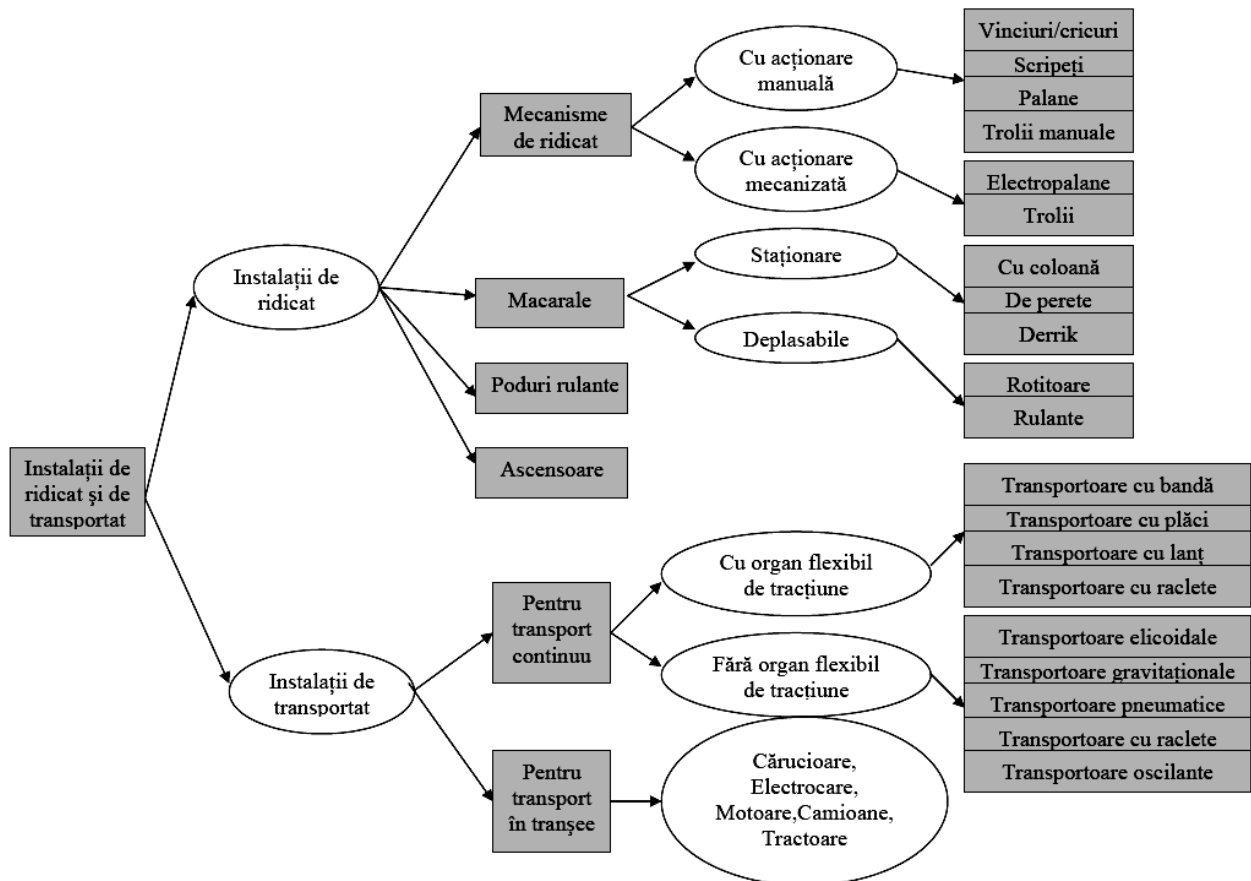 Instalații de
ridicat şi de
transportat
Instalații de
ridicat
Mecanisme
de ridicat
Cu acționare
manuală
Vinciuri/cricuri
Scripeți
Palane
Trolii manuale
Cu acționare
mecanizată
Electropalane
Trolii
Macarale
Staționare
Cu coloană
De perete
Derrik
Deplasabile
Rotitoare
Rulante
Poduri rulante
Ascensoare
Instalații de
transportat
Pentru
transport
continuu
Cu organ flexibil
de tracțiune
Transportoare cu bandă
Transportoare cu plăci
Transportoare cu lanț
Transportoare cu raclete
Fără organ flexibil
de tracțiune
Transportoare elicoidale
Transportoare gravitaționale
Transportoare pneumatice
Transportoare cu raclete
Transportoare oscilante
Pentru
transport
în tranşee
Cărucioare,
Electrocare,
Motoare,Camioane,
Tractoare